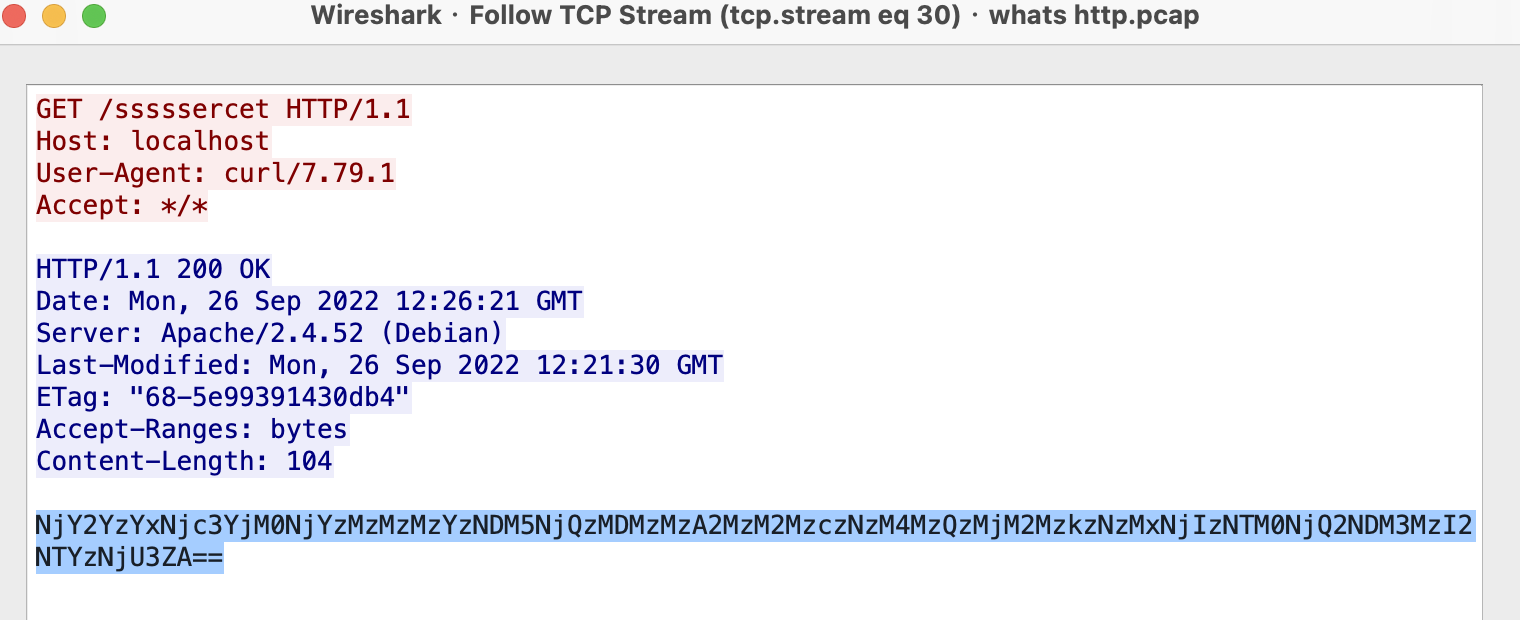 Wireshark · Follow TCP Stream (tcp.stream eq 30) · whats http.pcap
GET /sssssercet HTTP/1.1
Host: localhost
User-Agent: curl/7.79.1
Accept: */*
HTTP/1.1 200 OK
Date: Mon, 26 Sep 2022 12:26:21 GMT
Server: Apache/2.4.52 (Debian)
Last-Modified: Mon, 26 Sep 2022 12:21:30 GMT
ETag: "68-5e99391430db4"
Accept-Ranges: bytes
Content-Length: 104
NjY2YzYxNjc3YjM0NjYzMzMzMzYzNDM5NjQzMDMzMzA2MzM2MzczNzM4MzQzMjM2MzkzNzMxNjIzNTM0NjQ2NDM3MzI2
NTYzNjU3ZA==